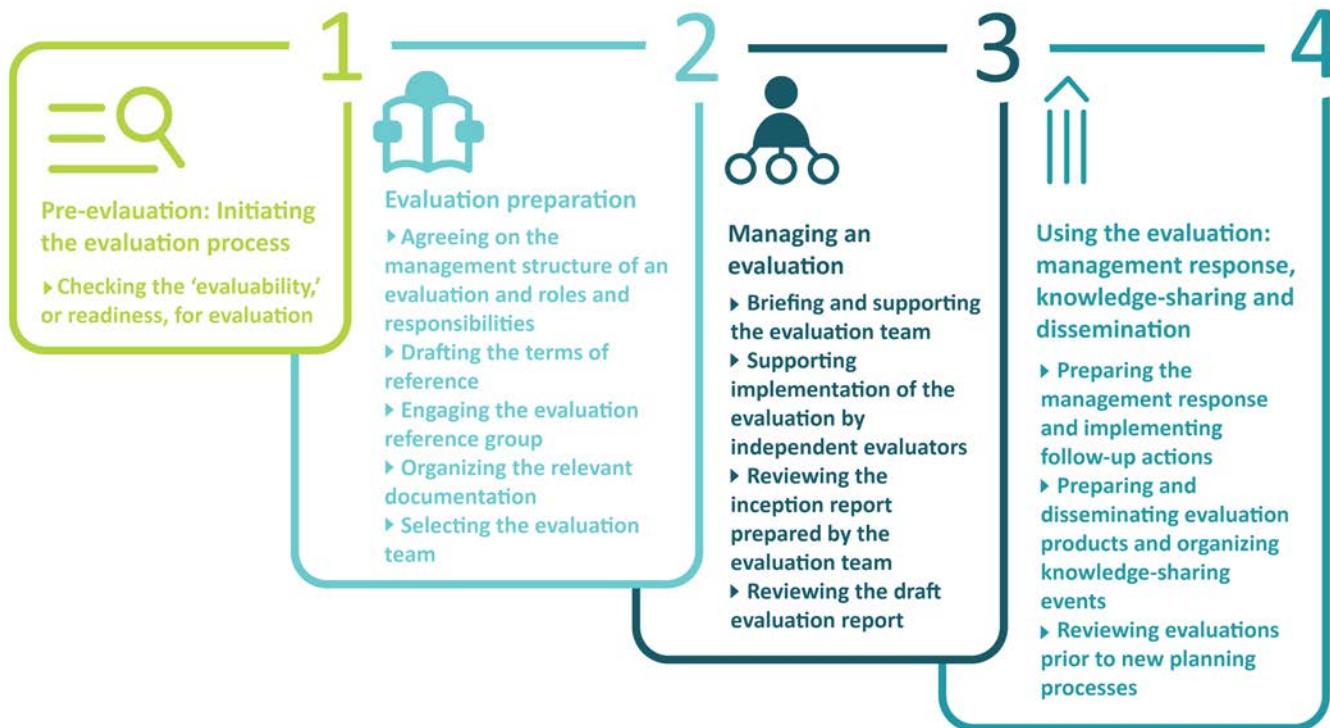 1
Pre-evlauation: Initiating
the evaluation process
▸ Checking the ‘evaluability,’
or readiness, for evaluation
2
Evaluation preparation
▸ Agreeing on the
management structure of an
evaluation and roles and
responsibilities
▸ Drafting the terms of
reference
▸ Engaging the evaluation
reference group
▸ Organizing the relevant
documentation
▸ Selecting the evaluation
team
3
Managing an
evaluation
▸ Briefing and supporting
the evaluation team
▸ Supporting
implementation of the
evaluation by
independent evaluators
▸ Reviewing the
inception report
prepared by the
evaluation team
▸ Reviewing the draft
evaluation report
4
Using the evaluation:
management response,
knowledge-sharing and
dissemination
▸ Preparing the
management response
and implementing
follow-up actions
▸ Preparing and
disseminating evaluation
products and organizing
knowledge-sharing
events
▸ Reviewing evaluations
prior to new planning
processes